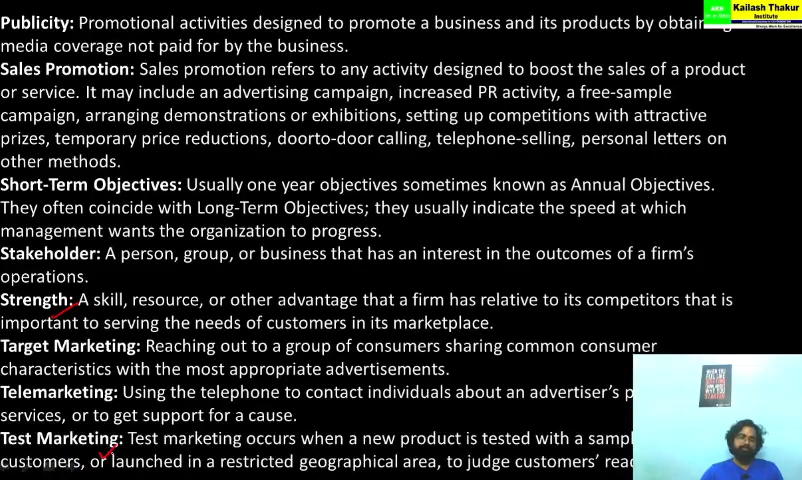 Publicity: Promotional activities designed to promote a business and its products by obtaining
media coverage not paid for by the business.
Sales Promotion: Sales promotion refers to any activity designed to boost the sales of a product
or service. It may include an advertising campaign, increased PR activity, a free-sample
campaign, arranging demonstrations or exhibitions, setting up competitions with attractive
prizes, temporary price reductions, doorto-door calling, telephone-selling, personal letters on
other methods.
Short-Term Objectives: Usually one year objectives sometimes known as Annual Objectives.
They often coincide with Long-Term Objectives; they usually indicate the speed at which
management wants the organization to progress.
Stakeholder: A person, group, or business that has an interest in the outcomes of a firm's
operations.
Strength: A skill, resource, or other advantage that a firm has relative to its competitors that is
important to serving the needs of customers in its marketplace.
Target Marketing: Reaching out to a group of consumers sharing common consumer
characteristics with the most appropriate advertisements.
Telemarketing: Using the telephone to contact individuals about an advertiser's
services, or to get support for a cause.
Test Marketing: Test marketing occurs when a new product is tested with a
customers, or launched in a restricted geographical area, to judge customers'
Kailash Thakur
Institute